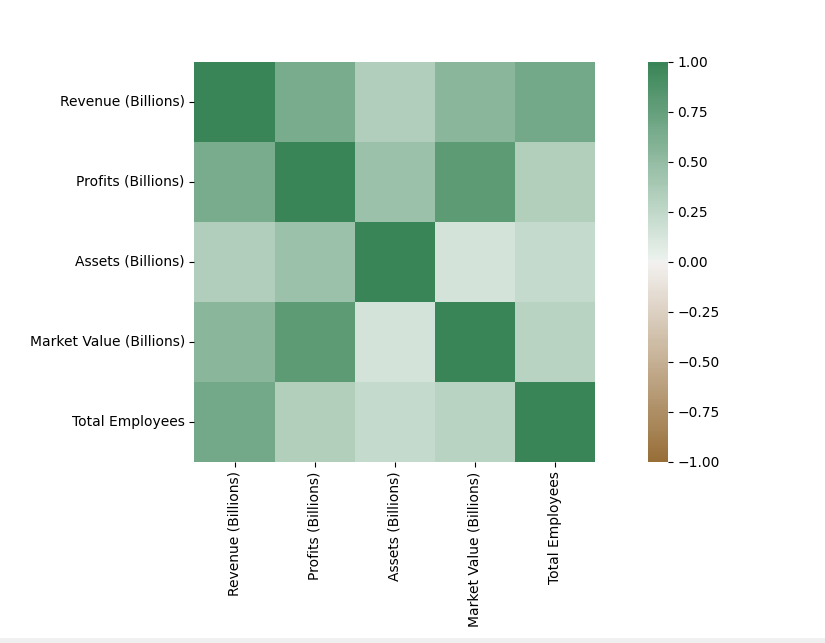 Revenue (Billions)
Profits (Billions)
Assets (Billions)
Market Value (Billions)
Total Employees
Revenue (Billions)
Profits (Billions)
Assets (Billions)
Market Value (Billions)
Total Employees
1.00
0.75
0.50
0.25
0.00
−0.25
−0.50
−0.75
−1.00